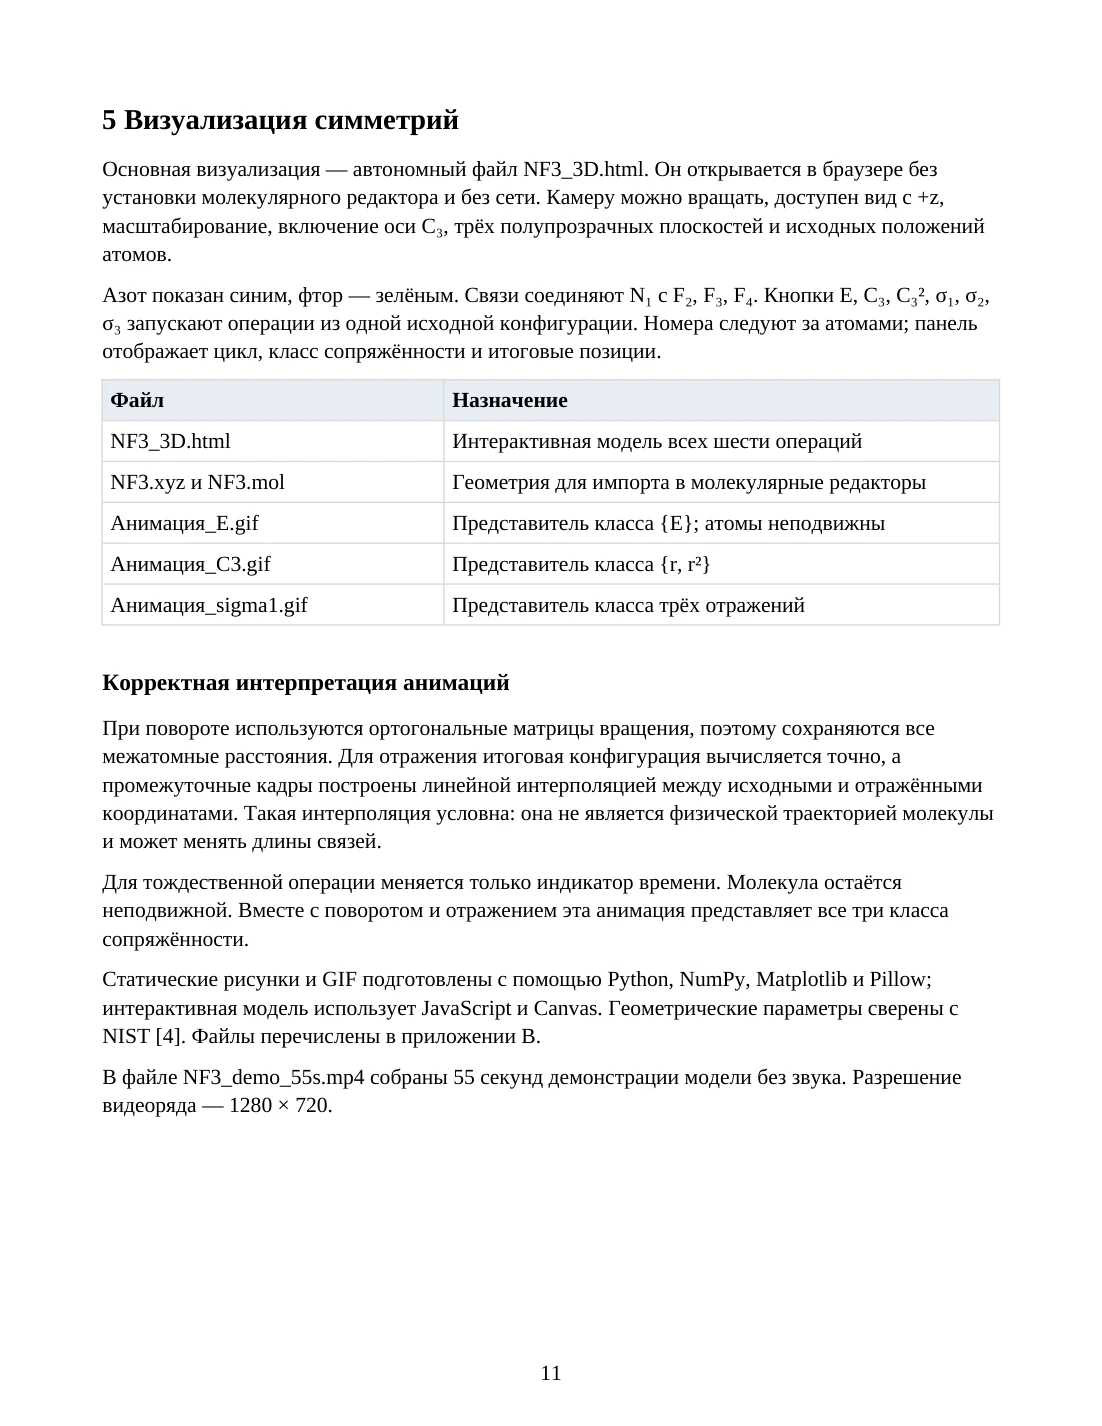 5 Визуализация симметрий
Основная визуализация — автономный файл NF3_3D.html. Он открывается в браузере без
установки молекулярного редактора и без сети. Камеру можно вращать, доступен вид с +z,
масштабирование, включение оси C₃, трёх полупрозрачных плоскостей и исходных положений
атомов.
Азот показан синим, фтор — зелёным. Связи соединяют N₁ с F₂, F₃, F₄. Кнопки E, C₃, C₃², σ₁, σ₂,
σ₃ запускают операции из одной исходной конфигурации. Номера следуют за атомами; панель
отображает цикл, класс сопряжённости и итоговые позиции.
Файл Назначение
NF3_3D.html Интерактивная модель всех шести операций
NF3.xyz и NF3.mol Геометрия для импорта в молекулярные редакторы
Анимация_E.gif Представитель класса {E}; атомы неподвижны
Анимация_C3.gif Представитель класса {r, r²}
Анимация_sigma1.gif Представитель класса трёх отражений
Корректная интерпретация анимаций
При повороте используются ортогональные матрицы вращения, поэтому сохраняются все
межатомные расстояния. Для отражения итоговая конфигурация вычисляется точно, а
промежуточные кадры построены линейной интерполяцией между исходными и отражёнными
координатами. Такая интерполяция условна: она не является физической траекторией молекулы
и может менять длины связей.
Для тождественной операции меняется только индикатор времени. Молекула остаётся
неподвижной. Вместе с поворотом и отражением эта анимация представляет все три класса
сопряжённости.
Статические рисунки и GIF подготовлены с помощью Python, NumPy, Matplotlib и Pillow;
интерактивная модель использует JavaScript и Canvas. Геометрические параметры сверены с
NIST [4]. Файлы перечислены в приложении В.
В файле NF3_demo_55s.mp4 собраны 55 секунд демонстрации модели без звука. Разрешение
видеоряда — 1280 × 720.
11